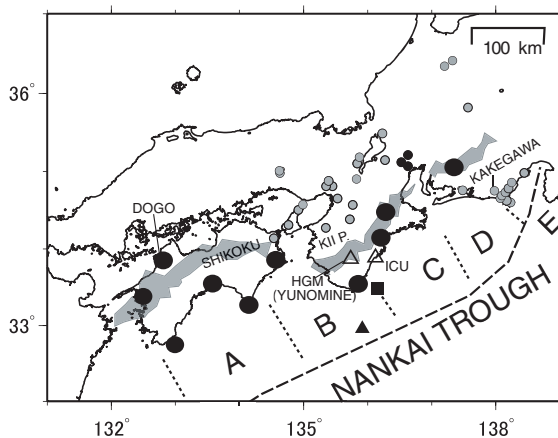 100 km
36°
KAKEGAWA
DOGO
SHIKOKU
KII P.
ICU
HGM
(YUNOMINE)
A
B
C
D
E
33°
NANKAI TROUGH
132°
135°
138°